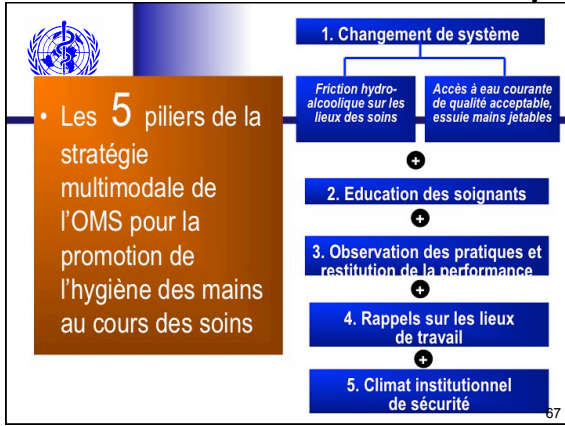 • Les 5 piliers de la
stratégie
multimodale de
l'OMS pour la
promotion de
l'hygiène des mains
au cours des soins
1. Changement de système
Friction hydro-
alcoolique sur les
lieux des soins
Accès à eau courante
de qualité acceptable,
essuie mains jetables
+
2. Education des soignants
+
3. Observation des pratiques et
restitution de la performance
+
4. Rappels sur les lieux
de travail
+
5. Climat institutionnel
de sécurité
67